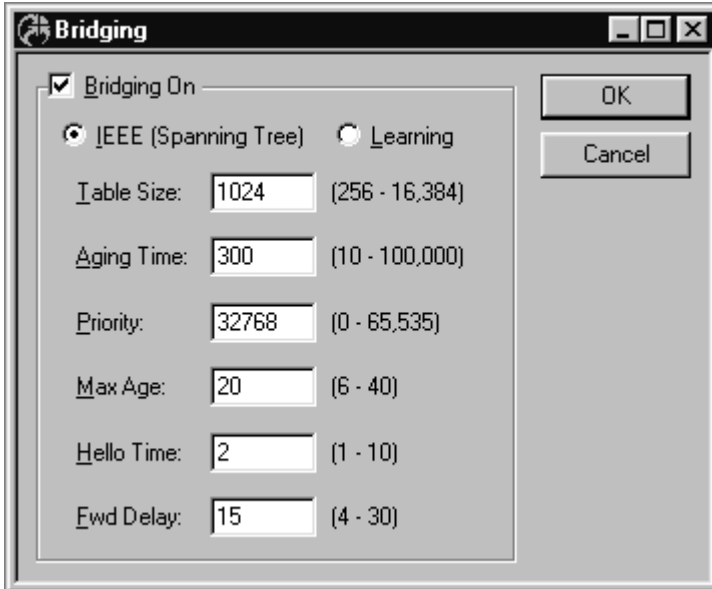 Bridging
Bridging On
IEEE (Spanning Tree) Learning
Table Size: 1024 (256 - 16,384)
Aging Time: 300 (10 - 100,000)
Priority: 32768 (0 - 65,535)
Max Age: 20 (6 - 40)
Hello Time: 2 (1 - 10)
Fwd Delay: 15 (4 - 30)
OK
Cancel